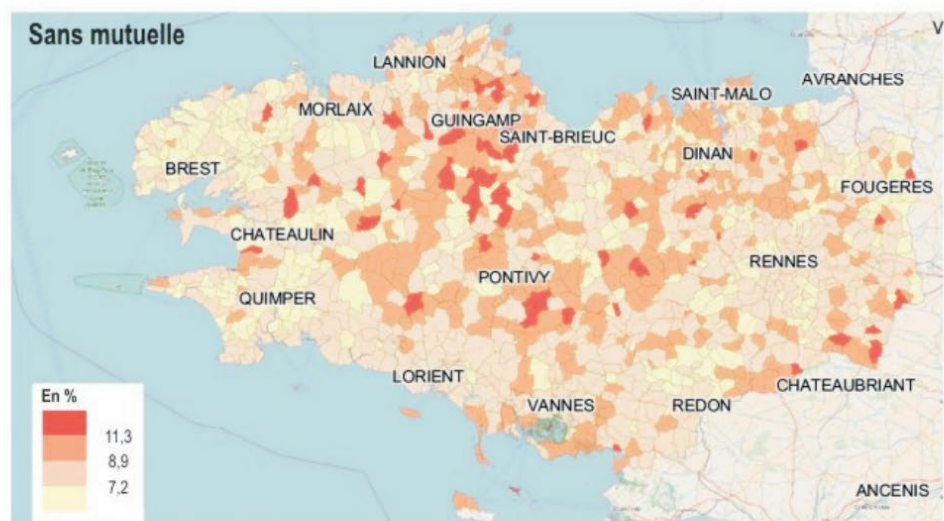 Sans mutuelle
V
LANNION
AVRANCHES
SAINT-MALO
MORLAIX
GUINGAMP
SAINT-BRIEUC
DINAN
BREST
FOUGERES
CHATEAULIN
RENNES
PONTIVY
QUIMPER
LORIENT
CHATEAUBRIANT
VANNES
REDON
En %
11,3
8,9
7,2
ANCENIS